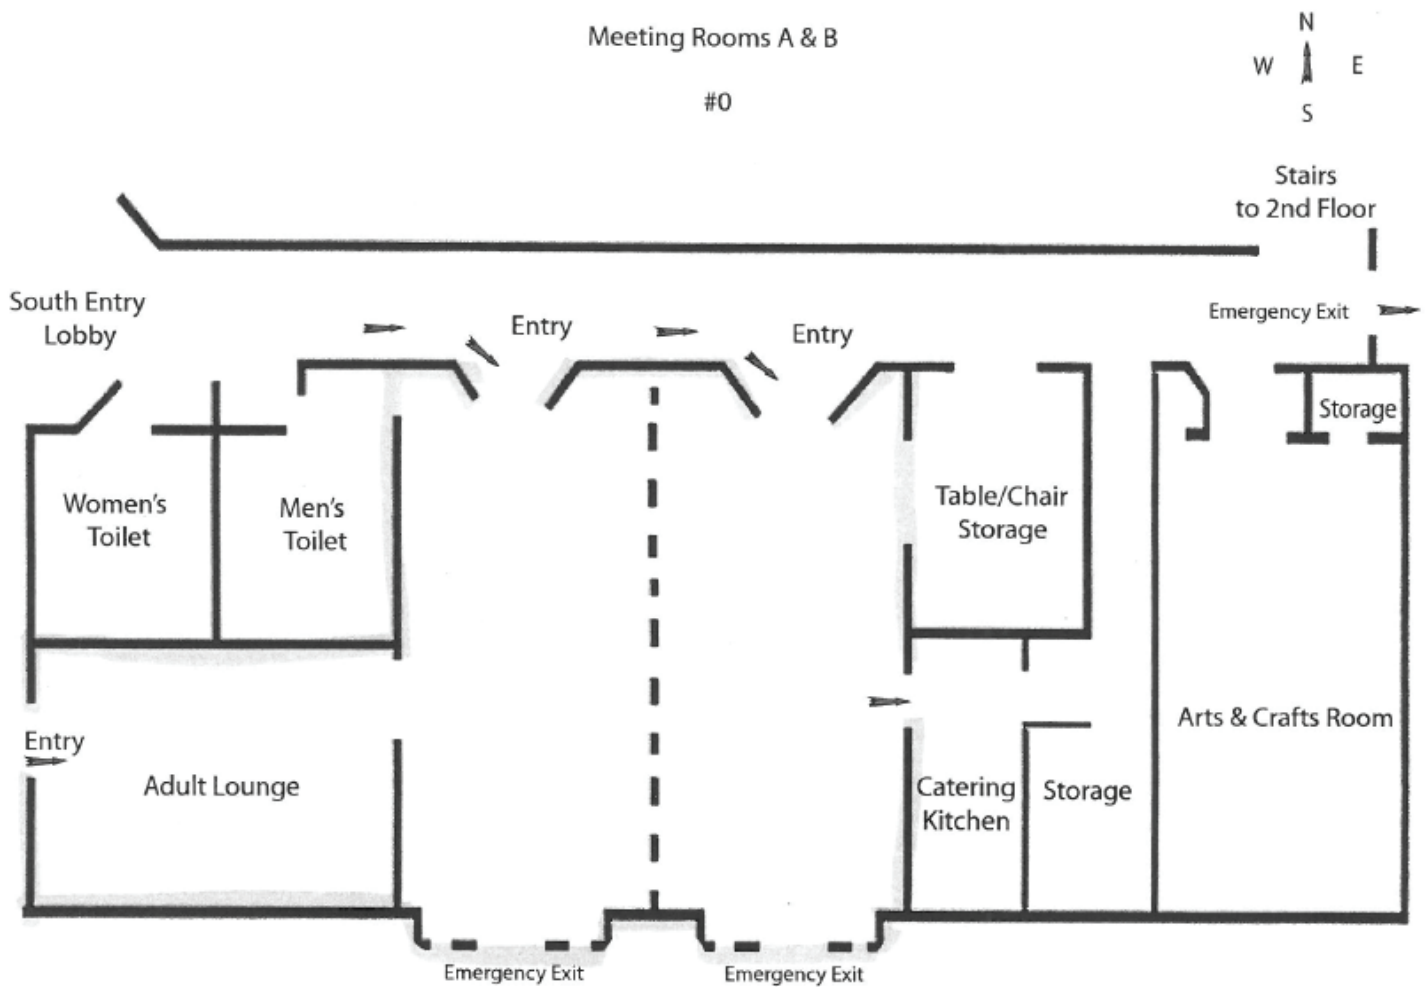 Meeting Rooms A & B
#0
N
W E
S
Stairs
to 2nd Floor
South Entry
Lobby
Entry
Entry
Emergency Exit
Storage
Women's
Toilet
Men's
Toilet
Table/Chair
Storage
Entry
Adult Lounge
Catering
Kitchen
Storage
Arts & Crafts Room
Emergency Exit
Emergency Exit